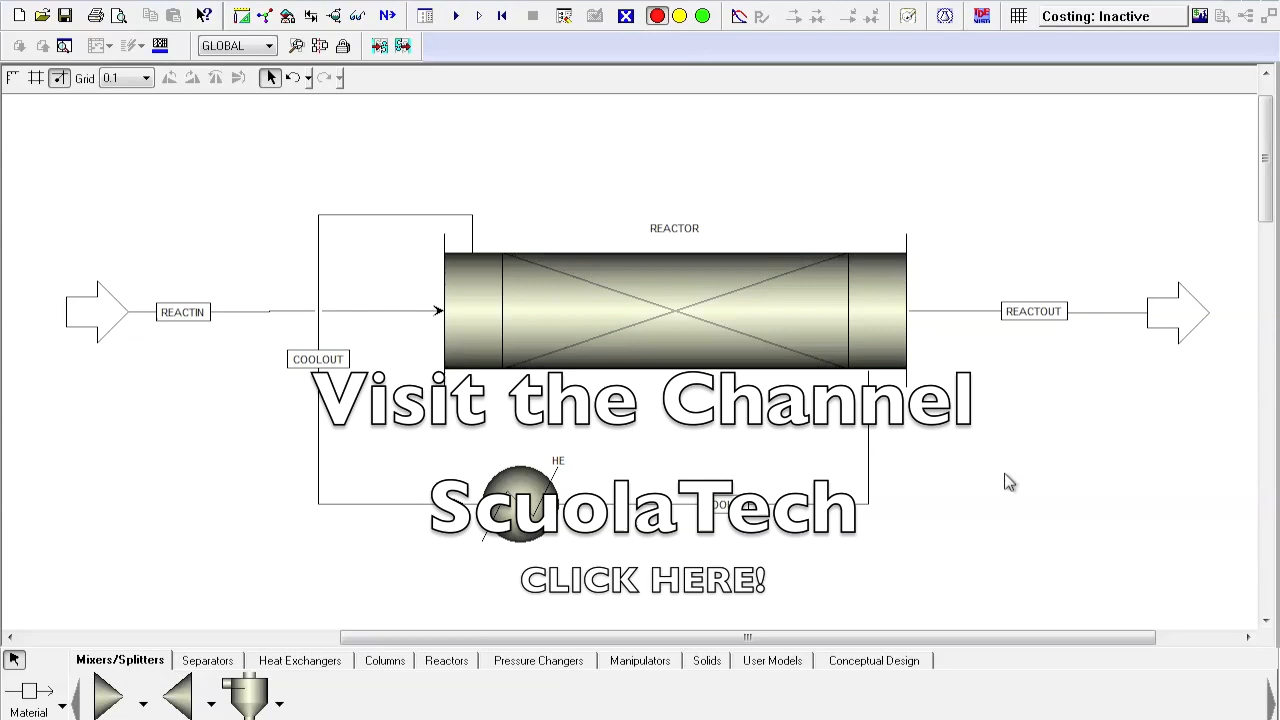 N>
Costing: Inactive
GLOBAL
Grid
0.1
REACTOR
REACTIN
REACTOUT
COOLOUT
Visit the Channel
HE
ScuolaTech
CLICK HERE!
Mixers/Splitters
Separators
Heat Exchangers
Columns
Reactors
Pressure Changers
Manipulators
Solids
User Models
Conceptual Design
Material